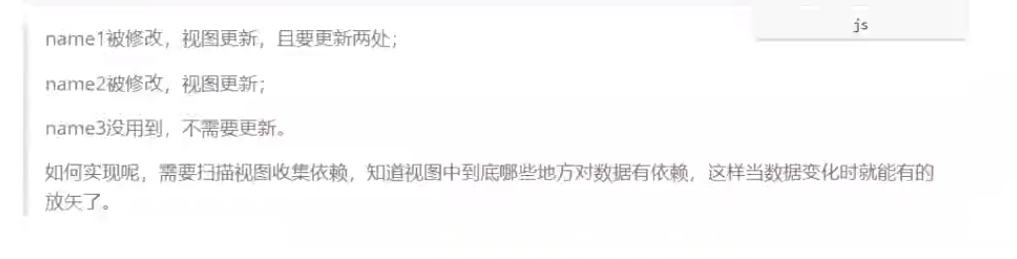 js
name1被修改，视图更新，且要更新两处；
name2被修改，视图更新；
name3没用到，不需要更新。
如何实现呢，需要扫描视图收集依赖，知道视图中到底哪些地方对数据有依赖，这样当数据变化时就能有的
放矢了。